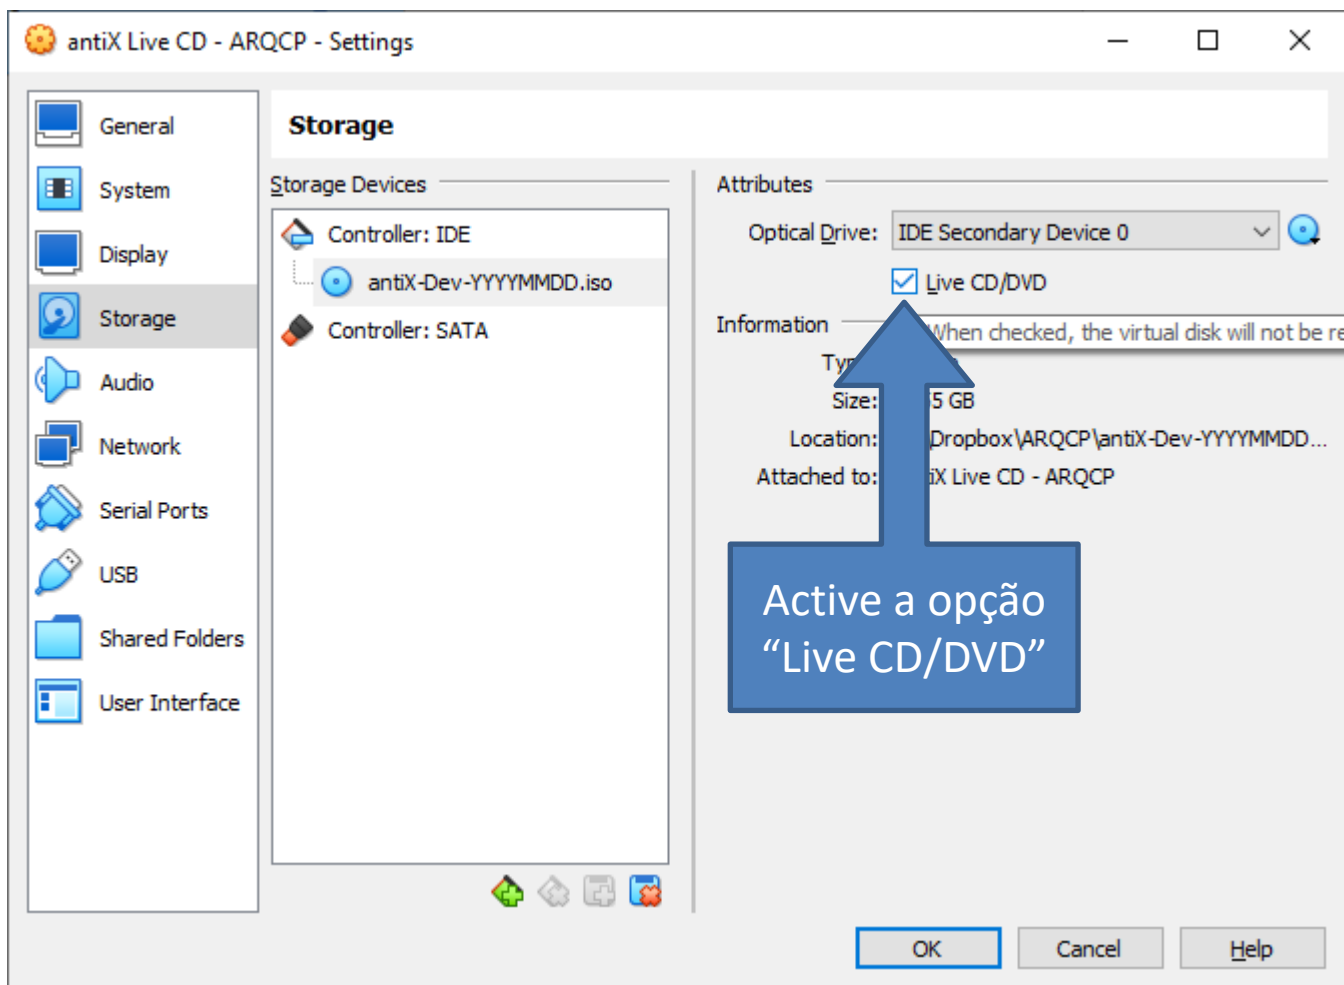 antiX Live CD - ARQCP - Settings
General
System
Display
Storage
Audio
Network
Serial Ports
USB
Shared Folders
User Interface
Storage
Storage Devices
Controller: IDE
antiX-Dev-YYYYMMDD.iso
Controller: SATA
Attributes
Optical Drive: IDE Secondary Device 0
Live CD/DVD
Information
When checked, the virtual disk will not be re
Size: 5 GB
Location: \Dropbox\ARQCP\antiX-Dev-YYYYMMDD...
Attached to: iX Live CD - ARQCP
Active a opção
“Live CD/DVD”
OK
Cancel
Help